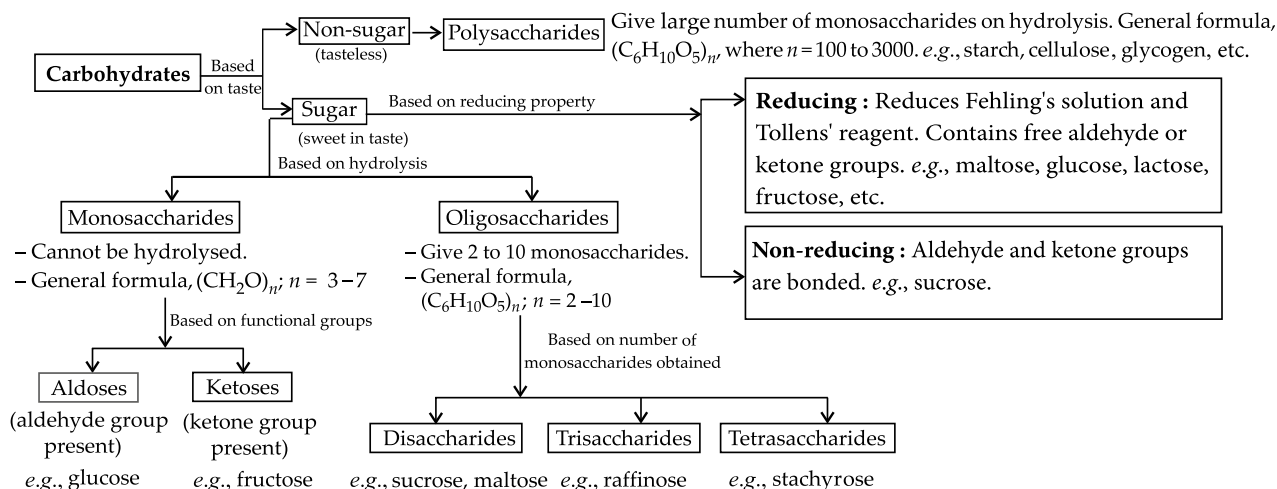 Carbohydrates
Based
on taste
Non-sugar
(tasteless)
Polysaccharides
Give large number of monosaccharides on hydrolysis. General formula,
(C₆H₁₀O₅)ₙ, where n = 100 to 3000. e.g., starch, cellulose, glycogen, etc.
Sugar
(sweet in taste)
Based on reducing property
Reducing : Reduces Fehling's solution and
Tollens' reagent. Contains free aldehyde or
ketone groups. e.g., maltose, glucose, lactose,
fructose, etc.
Non-reducing : Aldehyde and ketone groups
are bonded. e.g., sucrose.
Based on hydrolysis
Monosaccharides
– Cannot be hydrolysed.
– General formula, (CH₂O)ₙ; n = 3 – 7
Based on functional groups
Aldoses
(aldehyde group
present)
e.g., glucose
Ketoses
(ketone group
present)
e.g., fructose
Oligosaccharides
– Give 2 to 10 monosaccharides.
– General formula,
(C₆H₁₀O₅)ₙ; n = 2 – 10
Based on number of
monosaccharides obtained
Disaccharides
e.g., sucrose, maltose
Trisaccharides
e.g., raffinose
Tetrasaccharides
e.g., stachyrose